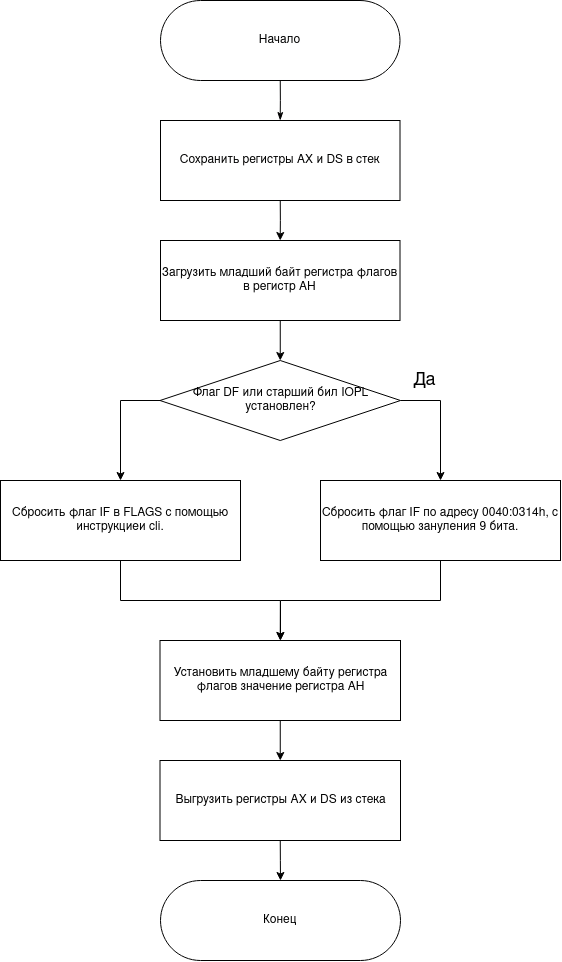 Начало
Сохранить регистры AX и DS в стек
Загрузить младший байт регистра флагов
в регистр AH
Да
Флаг DF или старший бил IOPL
установлен?
Сбросить флаг IF в FLAGS с помощью
инструкциеи cli.
Сбросить флаг IF по адресу 0040:0314h, с
помощью зануления 9 бита.
Установить младшему байту регистра
флагов значение регистра AH
Выгрузить регистры AX и DS из стека
Конец